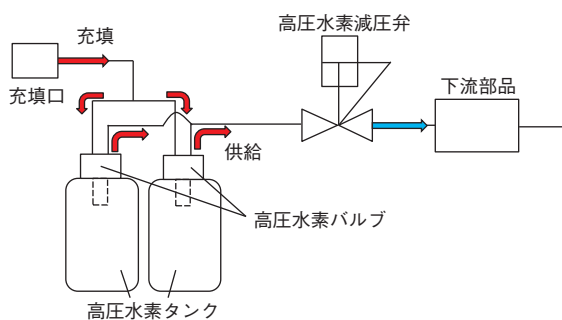 高圧水素減圧弁
充填
下流部品
充填口
供給
高圧水素バルブ
高圧水素タンク